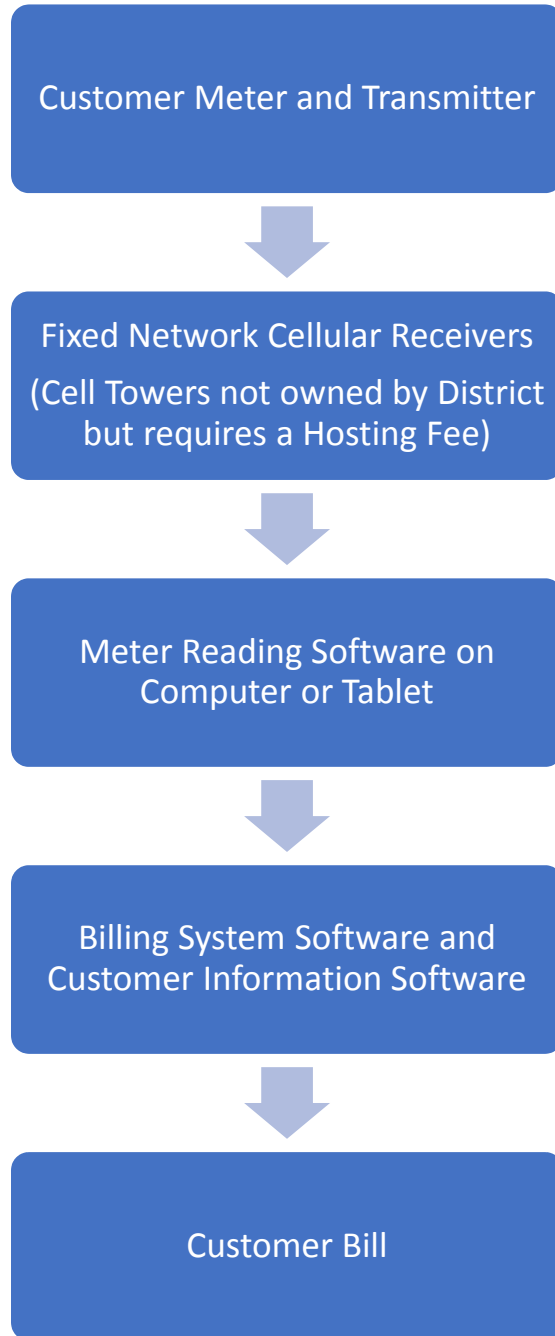 Customer Meter and Transmitter
Fixed Network Cellular Receivers
(Cell Towers not owned by District
but requires a Hosting Fee)
Meter Reading Software on
Computer or Tablet
Billing System Software and
Customer Information Software
Customer Bill